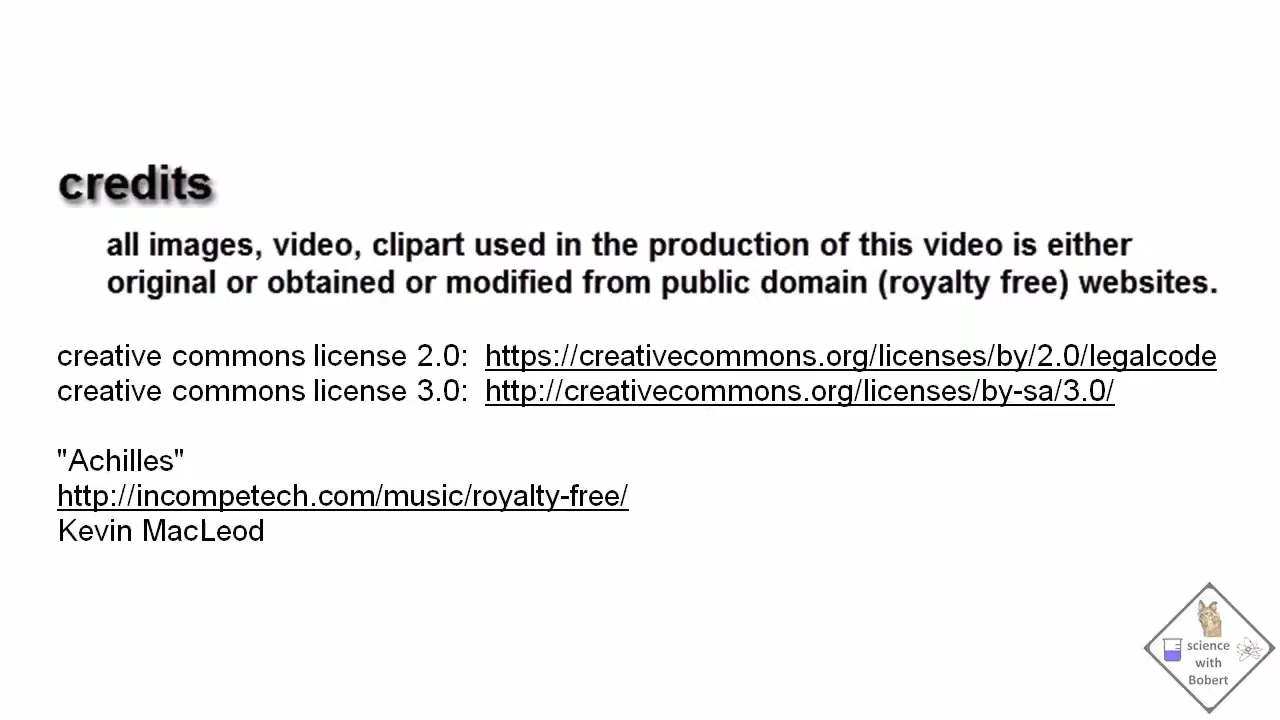 credits
all images, video, clipart used in the production of this video is either
original or obtained or modified from public domain (royalty free) websites.
creative commons license 2.0:  https://creativecommons.org/licenses/by/2.0/legalcode
creative commons license 3.0:  http://creativecommons.org/licenses/by-sa/3.0/
"Achilles"
http://incompetech.com/music/royalty-free/
Kevin MacLeod
science
with
Bobert